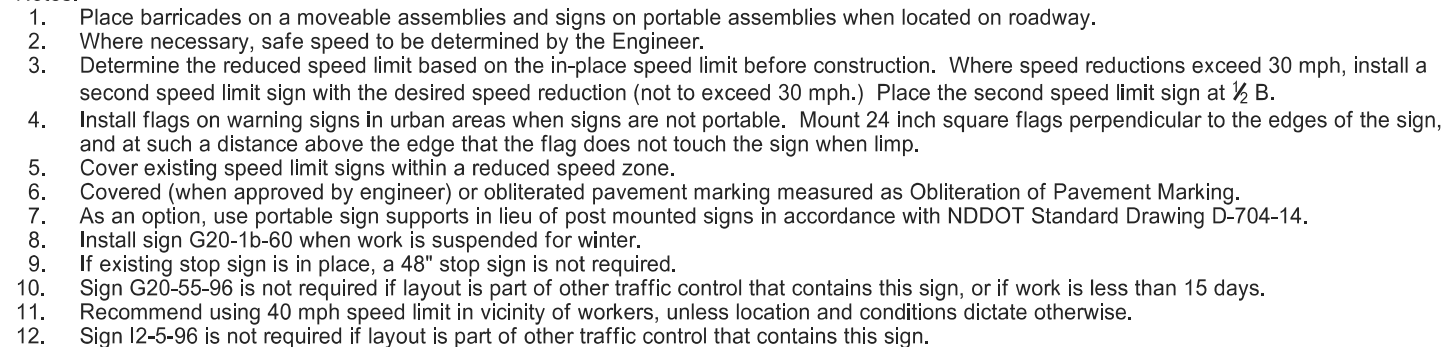 Notes:
1. Place barricades on a moveable assemblies and signs on portable assemblies when located on roadway.
2. Where necessary, safe speed to be determined by the Engineer.
3. Determine the reduced speed limit based on the in-place speed limit before construction. Where speed reductions exceed 30 mph, install a
second speed limit sign with the desired speed reduction (not to exceed 30 mph.) Place the second speed limit sign at ½ B.
4. Install flags on warning signs in urban areas when signs are not portable. Mount 24 inch square flags perpendicular to the edges of the sign,
and at such a distance above the edge that the flag does not touch the sign when limp.
5. Cover existing speed limit signs within a reduced speed zone.
6. Covered (when approved by engineer) or obliterated pavement marking measured as Obliteration of Pavement Marking.
7. As an option, use portable sign supports in lieu of post mounted signs in accordance with NDDOT Standard Drawing D-704-14.
8. Install sign G20-1b-60 when work is suspended for winter.
9. If existing stop sign is in place, a 48" stop sign is not required.
10. Sign G20-55-96 is not required if layout is part of other traffic control that contains this sign, or if work is less than 15 days.
11. Recommend using 40 mph speed limit in vicinity of workers, unless location and conditions dictate otherwise.
12. Sign I2-5-96 is not required if layout is part of other traffic control that contains this sign.